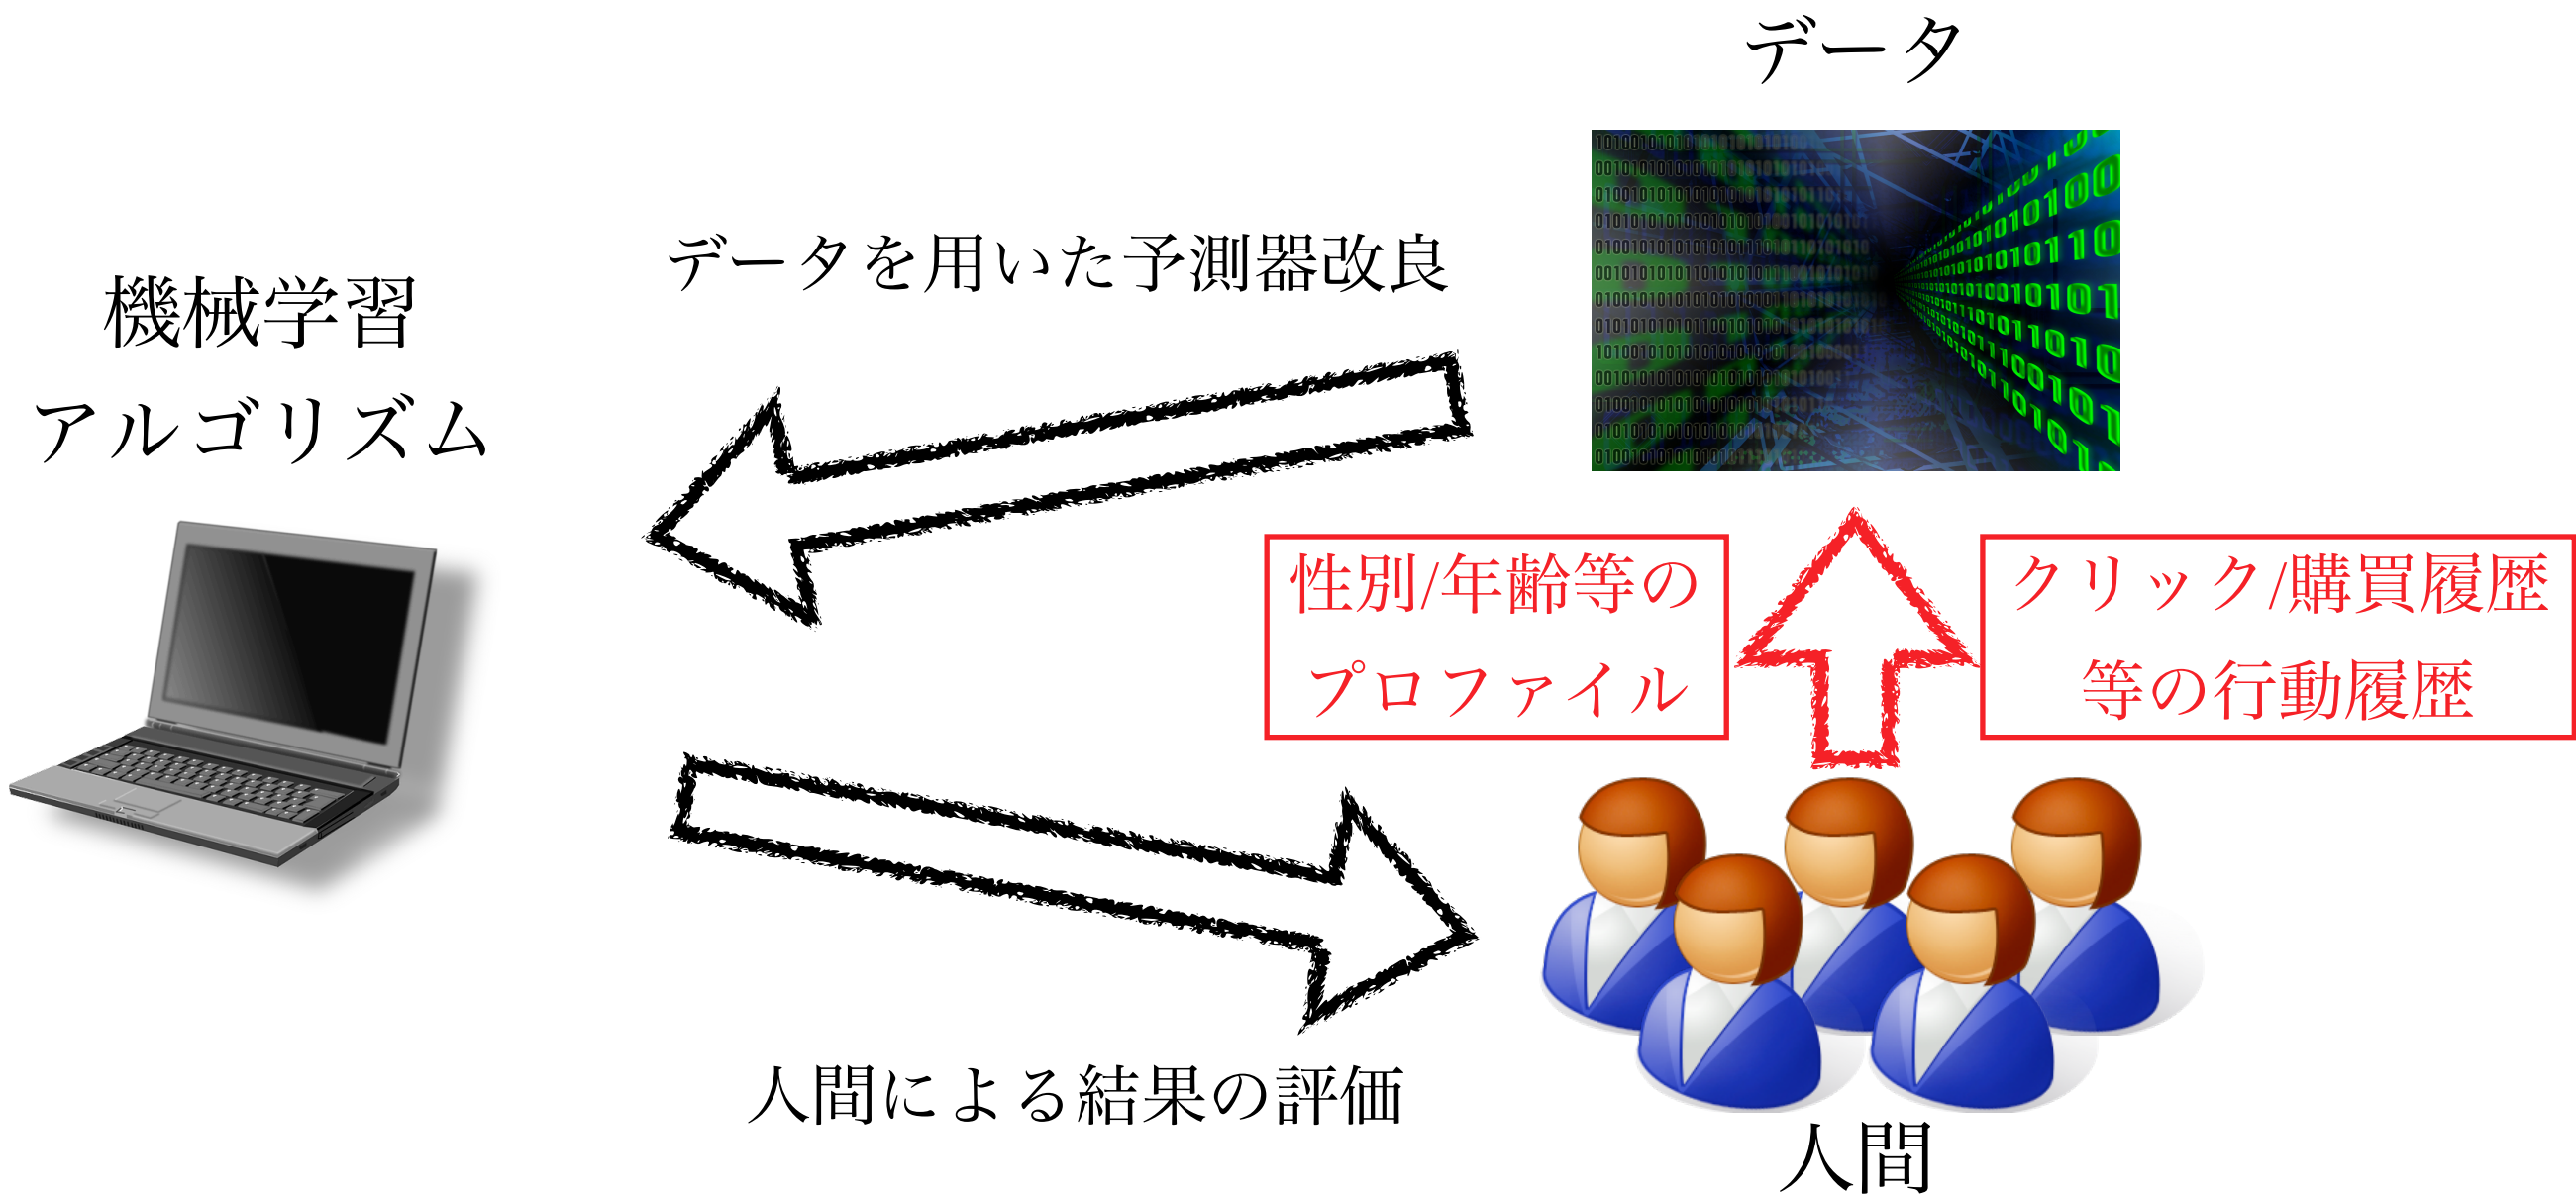 データ
データを用いた予測器改良
機械学習
アルゴリズム
性別/年齢等の
プロファイル
クリック/購買履歴
等の行動履歴
人間による結果の評価
人間